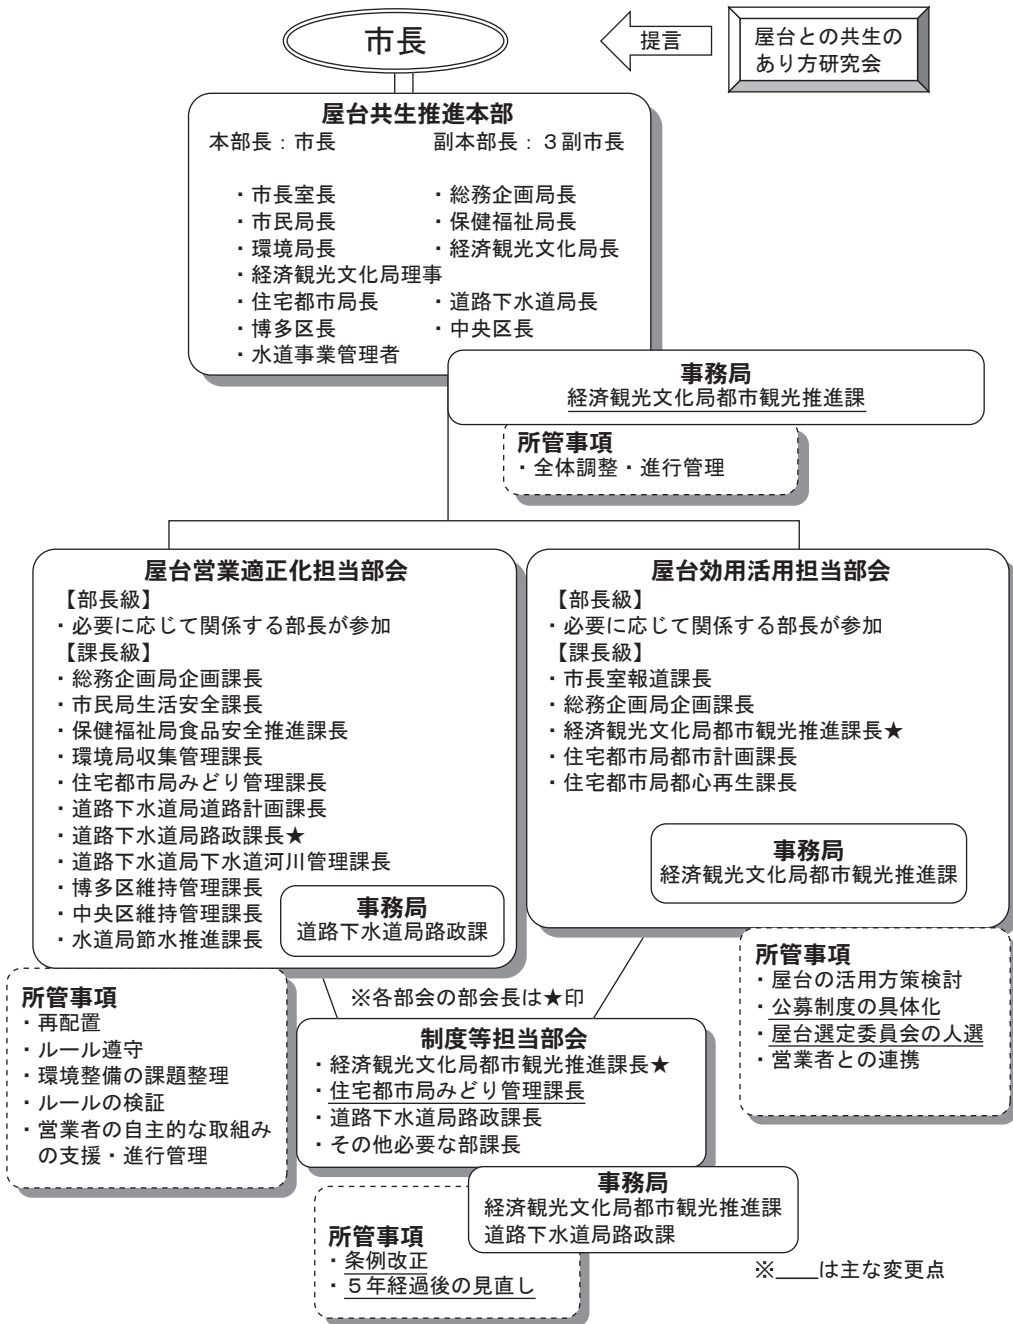 市長
提言
屋台との共生の
あり方研究会
屋台共生推進本部
本部長：市長　副本部長：３副市長
・市長室長　・総務企画局長
・市民局長　・保健福祉局長
・環境局長　・経済観光文化局長
・経済観光文化局理事
・住宅都市局長　・道路下水道局長
・博多区長　・中央区長
・水道事業管理者
事務局
経済観光文化局都市観光推進課
所管事項
・全体調整・進行管理
屋台営業適正化担当部会
【部長級】
・必要に応じて関係する部長が参加
【課長級】
・総務企画局企画課長
・市民局生活安全課長
・保健福祉局食品安全推進課長
・環境局収集管理課長
・住宅都市局みどり管理課長
・道路下水道局道路計画課長
・道路下水道局路政課長★
・道路下水道局下水道河川管理課長
・博多区維持管理課長
・中央区維持管理課長
・水道局節水推進課長
事務局
道路下水道局路政課
所管事項
・再配置
・ルール遵守
・環境整備の課題整理
・ルールの検証
・営業者の自主的な取組み
の支援・進行管理
屋台効用活用担当部会
【部長級】
・必要に応じて関係する部長が参加
【課長級】
・市長室報道課長
・総務企画局企画課長
・経済観光文化局都市観光推進課長★
・住宅都市局都市計画課長
・住宅都市局都心再生課長
事務局
経済観光文化局都市観光推進課
所管事項
・屋台の活用方策検討
・公募制度の具体化
・屋台選定委員会の人選
・営業者との連携
※各部会の部会長は★印
制度等担当部会
・経済観光文化局都市観光推進課長★
・住宅都市局みどり管理課長
・道路下水道局路政課長
・その他必要な部課長
事務局
経済観光文化局都市観光推進課
道路下水道局路政課
所管事項
・条例改正
・５年経過後の見直し
※＿＿は主な変更点